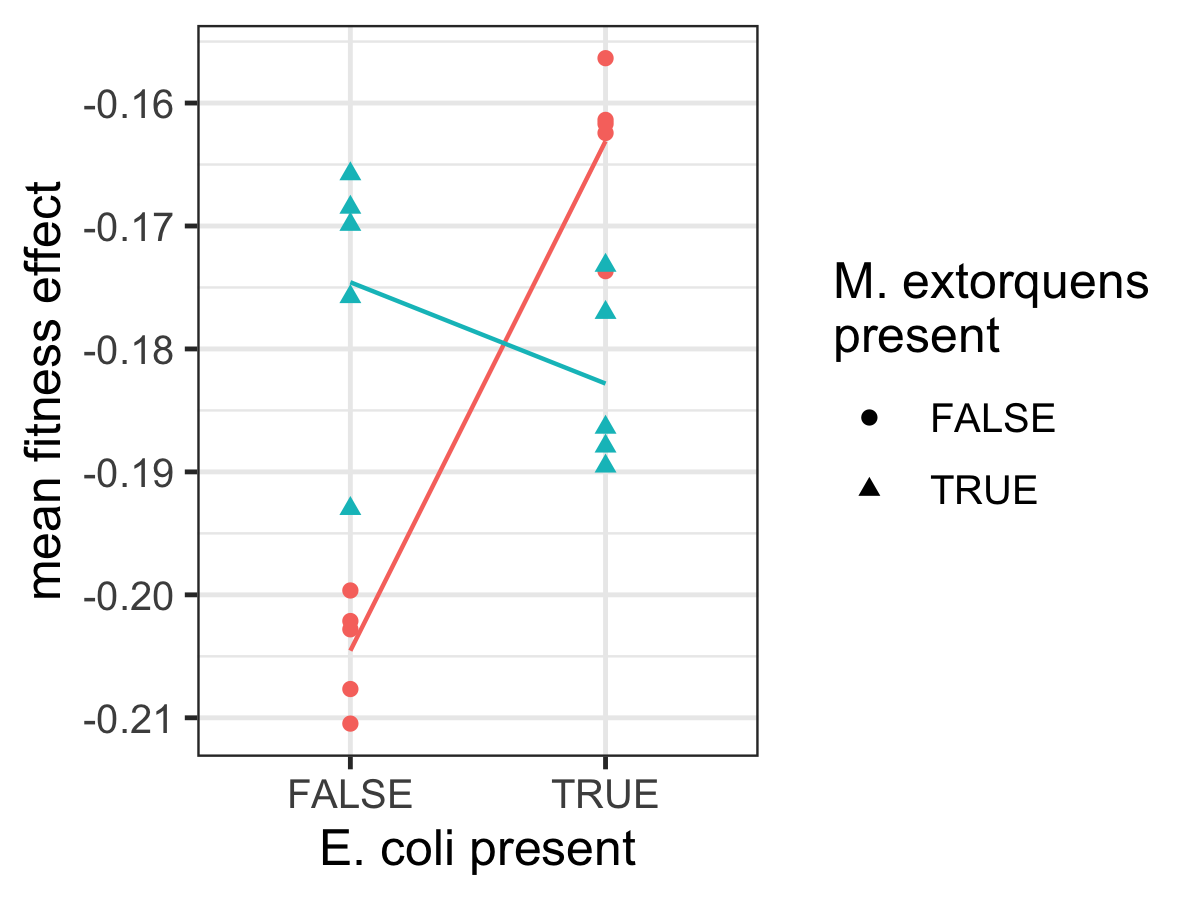 mean fitness effect
-0.16
-0.17
-0.18
-0.19
-0.20
-0.21
FALSE
TRUE
E. coli present
M. extorquens
present
FALSE
TRUE